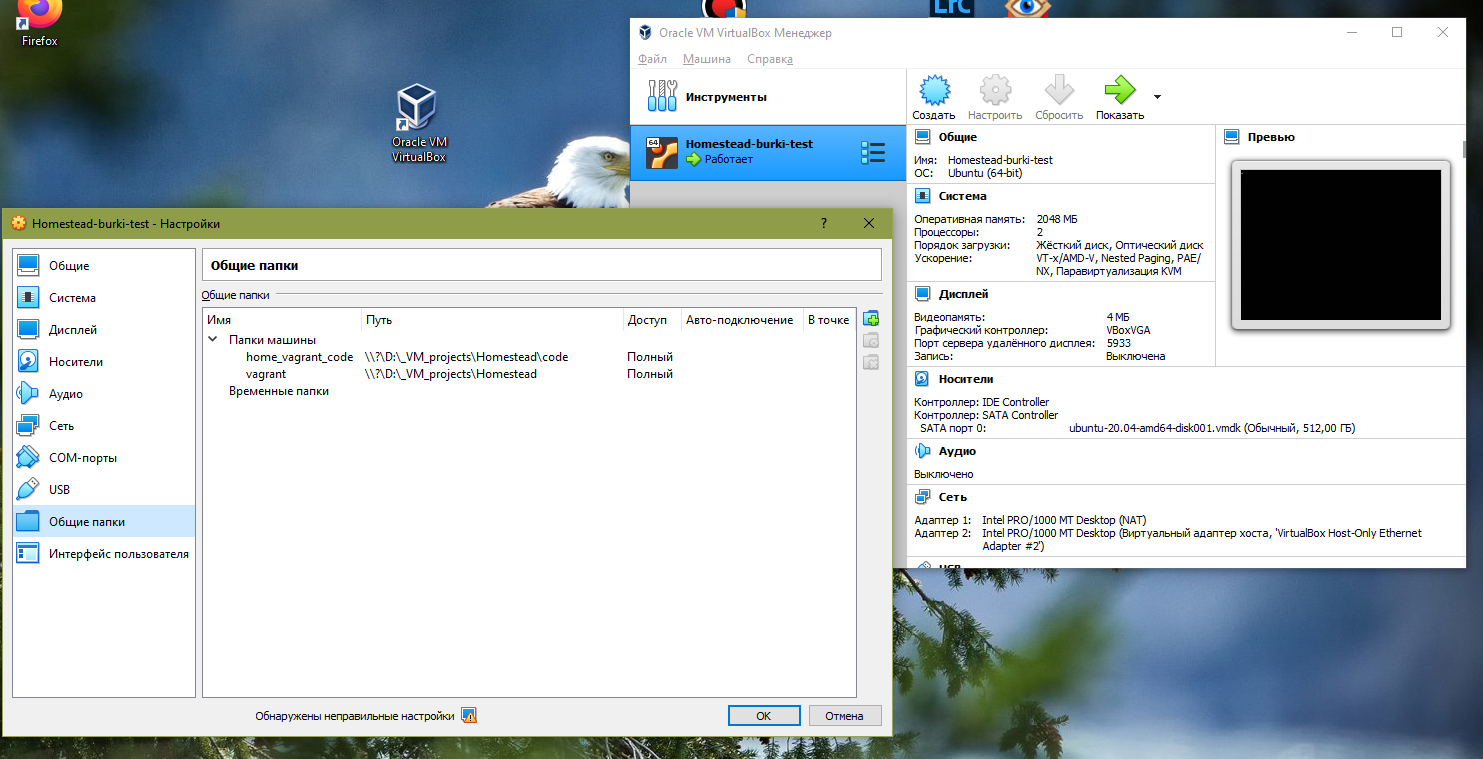 Firefox
LrC
Oracle VM
VirtualBox
Oracle VM VirtualBox Менеджер
Файл Машина Справка
Инструменты
Создать Настроить Сбросить Показать
64
Homestead-burki-test
Работает
Общие
Имя: Homestead-burki-test
ОС: Ubuntu (64-bit)
Превью
Система
Оперативная память: 2048 МБ
Процессоры: 2
Порядок загрузки: Жёсткий диск, Оптический диск
Ускорение: VT-x/AMD-V, Nested Paging, PAE/
NX, Паравиртуализация KVM
Дисплей
Видеопамять: 4 МБ
Графический контроллер: VBoxVGA
Порт сервера удалённого дисплея: 5933
Запись: Выключена
Носители
Контроллер: IDE Controller
Контроллер: SATA Controller
SATA порт 0: ubuntu-20.04-amd64-disk001.vmdk (Обычный, 512,00 ГБ)
Аудио
Выключено
Сеть
Адаптер 1: Intel PRO/1000 MT Desktop (NAT)
Адаптер 2: Intel PRO/1000 MT Desktop (Виртуальный адаптер хоста, 'VirtualBox Host-Only Ethernet
Adapter #2')
USB
Homestead-burki-test - Настройки
?
Общие
Система
Дисплей
Носители
Аудио
Сеть
COM-порты
USB
Общие папки
Интерфейс пользователя
Общие папки
Общие папки
Имя Путь Доступ Авто-подключение В точке
Папки машины
home_vagrant_code \\?\D:\_VM_projects\Homestead\code Полный
vagrant \\?\D:\_VM_projects\Homestead Полный
Временные папки
Обнаружены неправильные настройки
OK Отмена